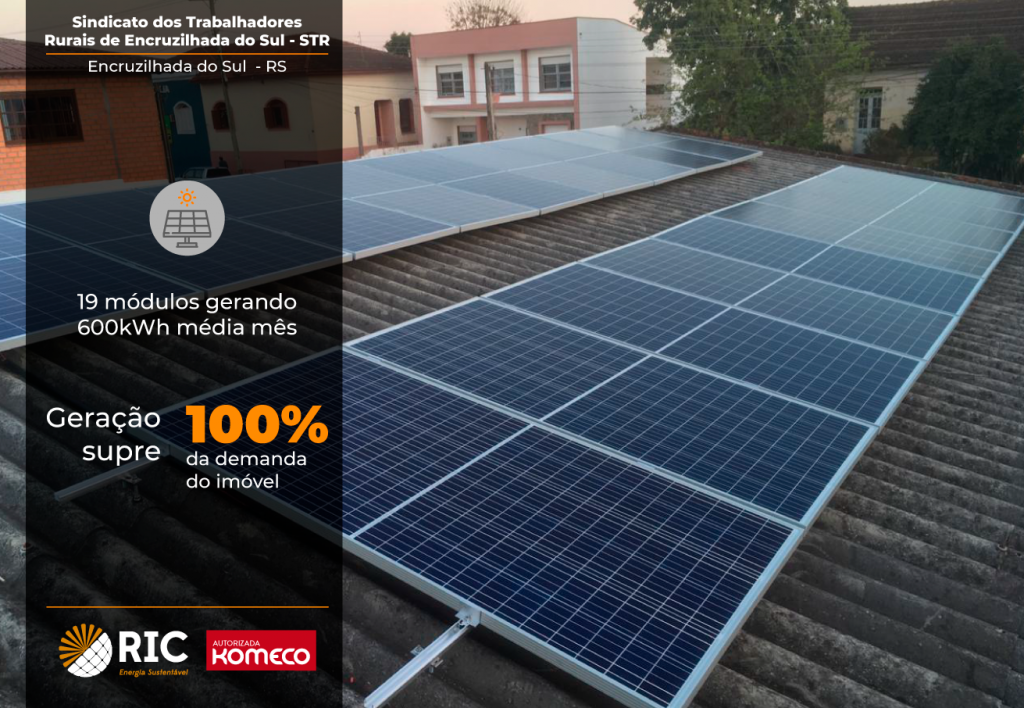 Sindicato dos Trabalhadores
Rurais de Encruzilhada do Sul - STR
Encruzilhada do Sul - RS
19 módulos gerando
600kWh média mês
Geração
supre
100%
da demanda
do imóvel
RIC
Energia Sustentável
AUTORIZADA
KOMECO